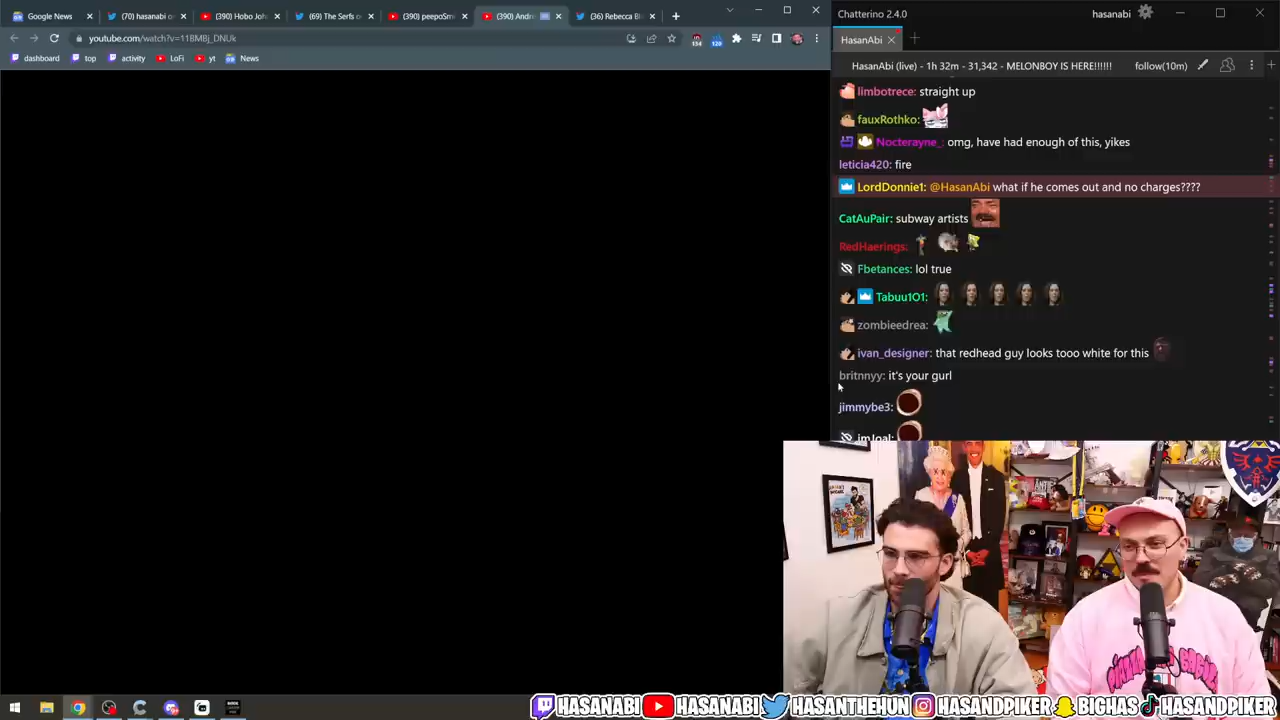 Google News
(70) hasanabi o
(390) Hobo Joh
(69) The Serfs o
(390) peepoSm
(390) Andre
(36) Rebecca Bl
youtube.com/watch?v=11BMBj_DNUk
dashboard
top
activity
LoFi
yt
News
Chatterino 2.4.0
hasanabi
HasanAbi
HasanAbi (live) - 1h 32m - 31,342 - MELONBOY IS HERE!!!!!!
follow(10m)
limbotrece: straight up
fauxRothko:
Nocterayne_: omg, have had enough of this, yikes
leticia420: fire
LordDonnie1: @HasanAbi what if he comes out and no charges????
CatAuPair: subway artists
RedHaerings:
Fbetances: lol true
Tabuu1O1:
zombieedrea:
ivan_designer: that redhead guy looks tooo white for this
britnnyy: it's your gurl
jimmybe3:
imJoal:
HASANABI
HASANABI
HASANTHEHUN
HASANDPIKER
BIGHAS
HASANDPIKER